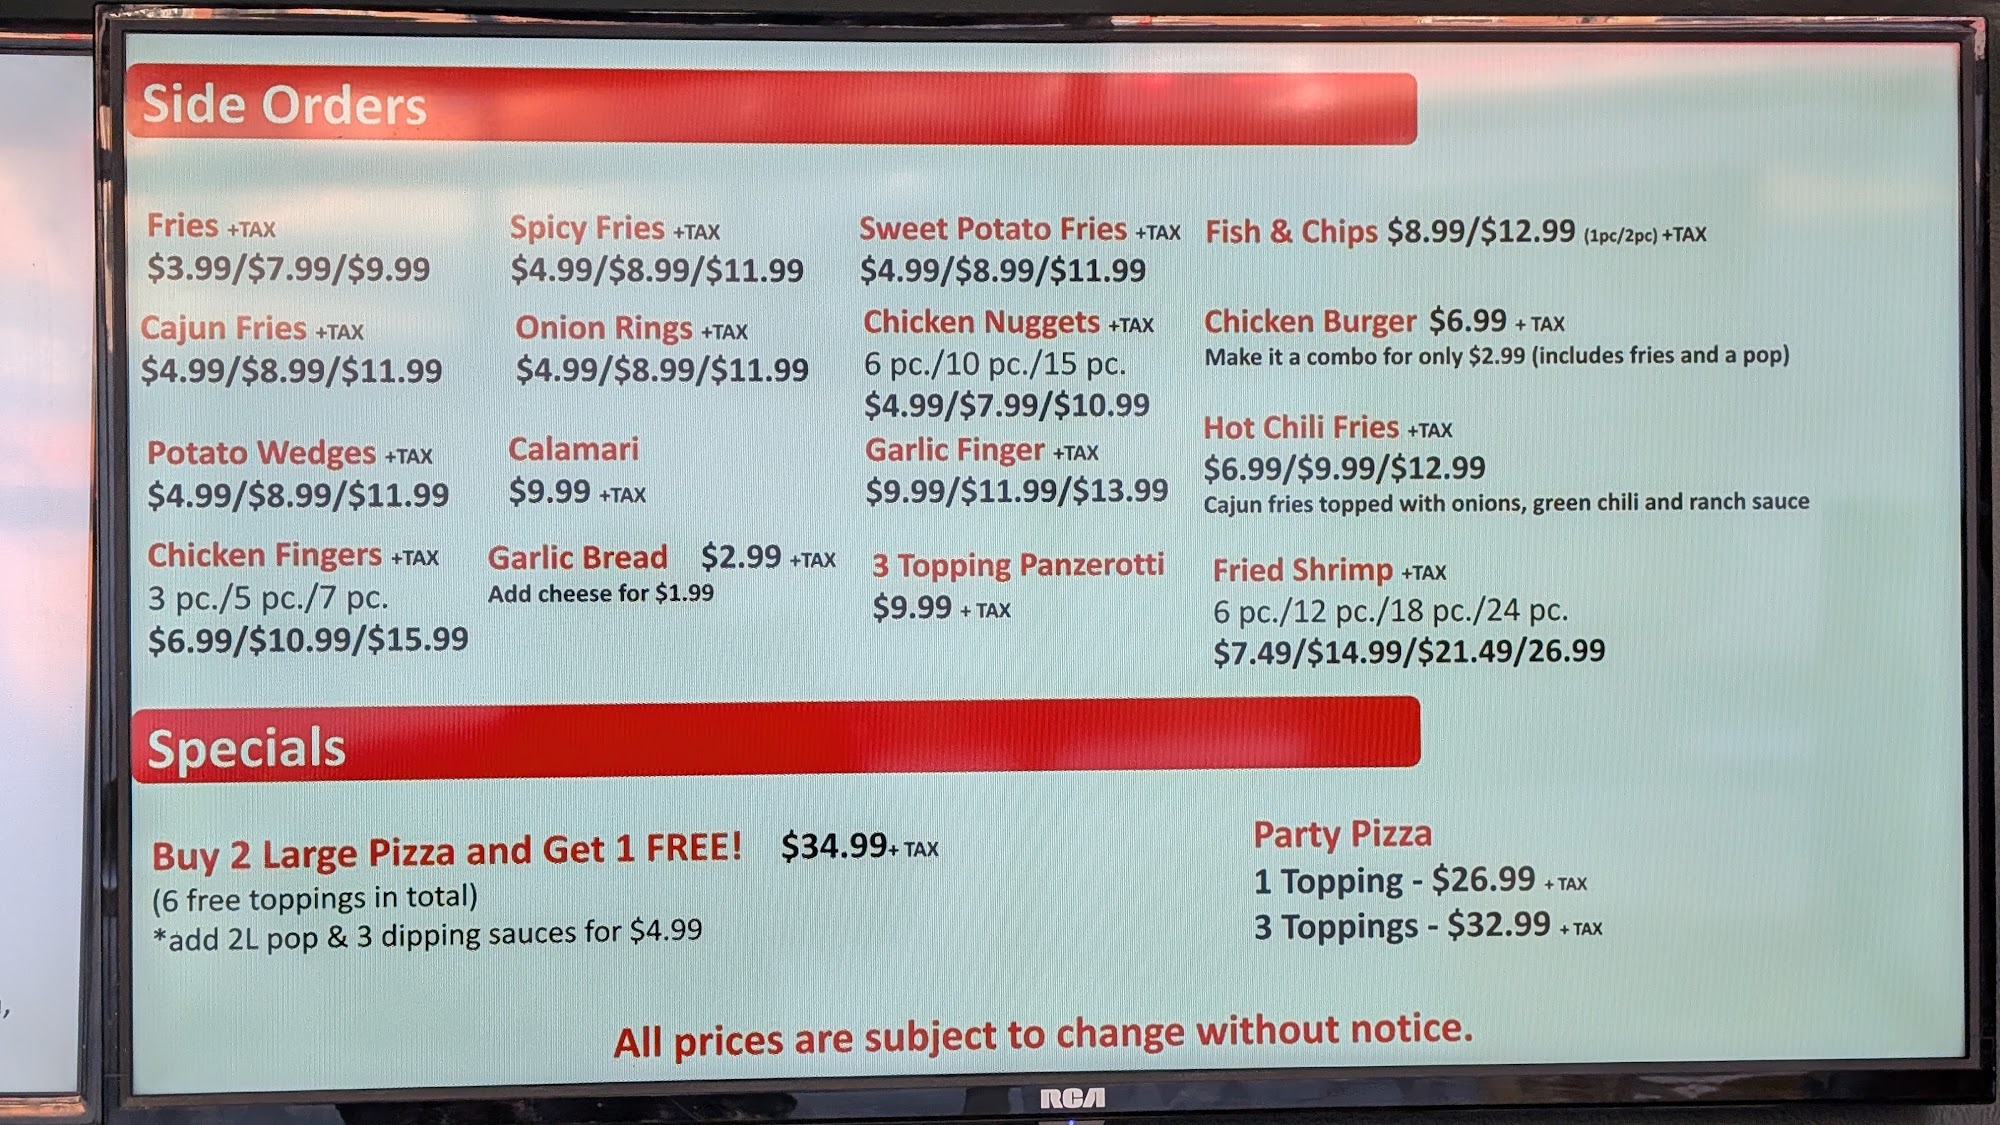 Side Orders
Fries +TAX
$3.99/$7.99/$9.99
Spicy Fries +TAX
$4.99/$8.99/$11.99
Sweet Potato Fries +TAX
$4.99/$8.99/$11.99
Fish & Chips $8.99/$12.99 (1pc/2pc) +TAX
Cajun Fries +TAX
$4.99/$8.99/$11.99
Onion Rings +TAX
$4.99/$8.99/$11.99
Chicken Nuggets +TAX
6 pc./10 pc./15 pc.
$4.99/$7.99/$10.99
Chicken Burger $6.99 + TAX
Make it a combo for only $2.99 (includes fries and a pop)
Potato Wedges +TAX
$4.99/$8.99/$11.99
Calamari
$9.99 +TAX
Garlic Finger +TAX
$9.99/$11.99/$13.99
Hot Chili Fries +TAX
$6.99/$9.99/$12.99
Cajun fries topped with onions, green chili and ranch sauce
Chicken Fingers +TAX
3 pc./5 pc./7 pc.
$6.99/$10.99/$15.99
Garlic Bread $2.99 +TAX
Add cheese for $1.99
3 Topping Panzerotti
$9.99 + TAX
Fried Shrimp +TAX
6 pc./12 pc./18 pc./24 pc.
$7.49/$14.99/$21.49/26.99
Specials
Buy 2 Large Pizza and Get 1 FREE! $34.99+ TAX
(6 free toppings in total)
*add 2L pop & 3 dipping sauces for $4.99
Party Pizza
1 Topping - $26.99 + TAX
3 Toppings - $32.99 + TAX
All prices are subject to change without notice.
RCA